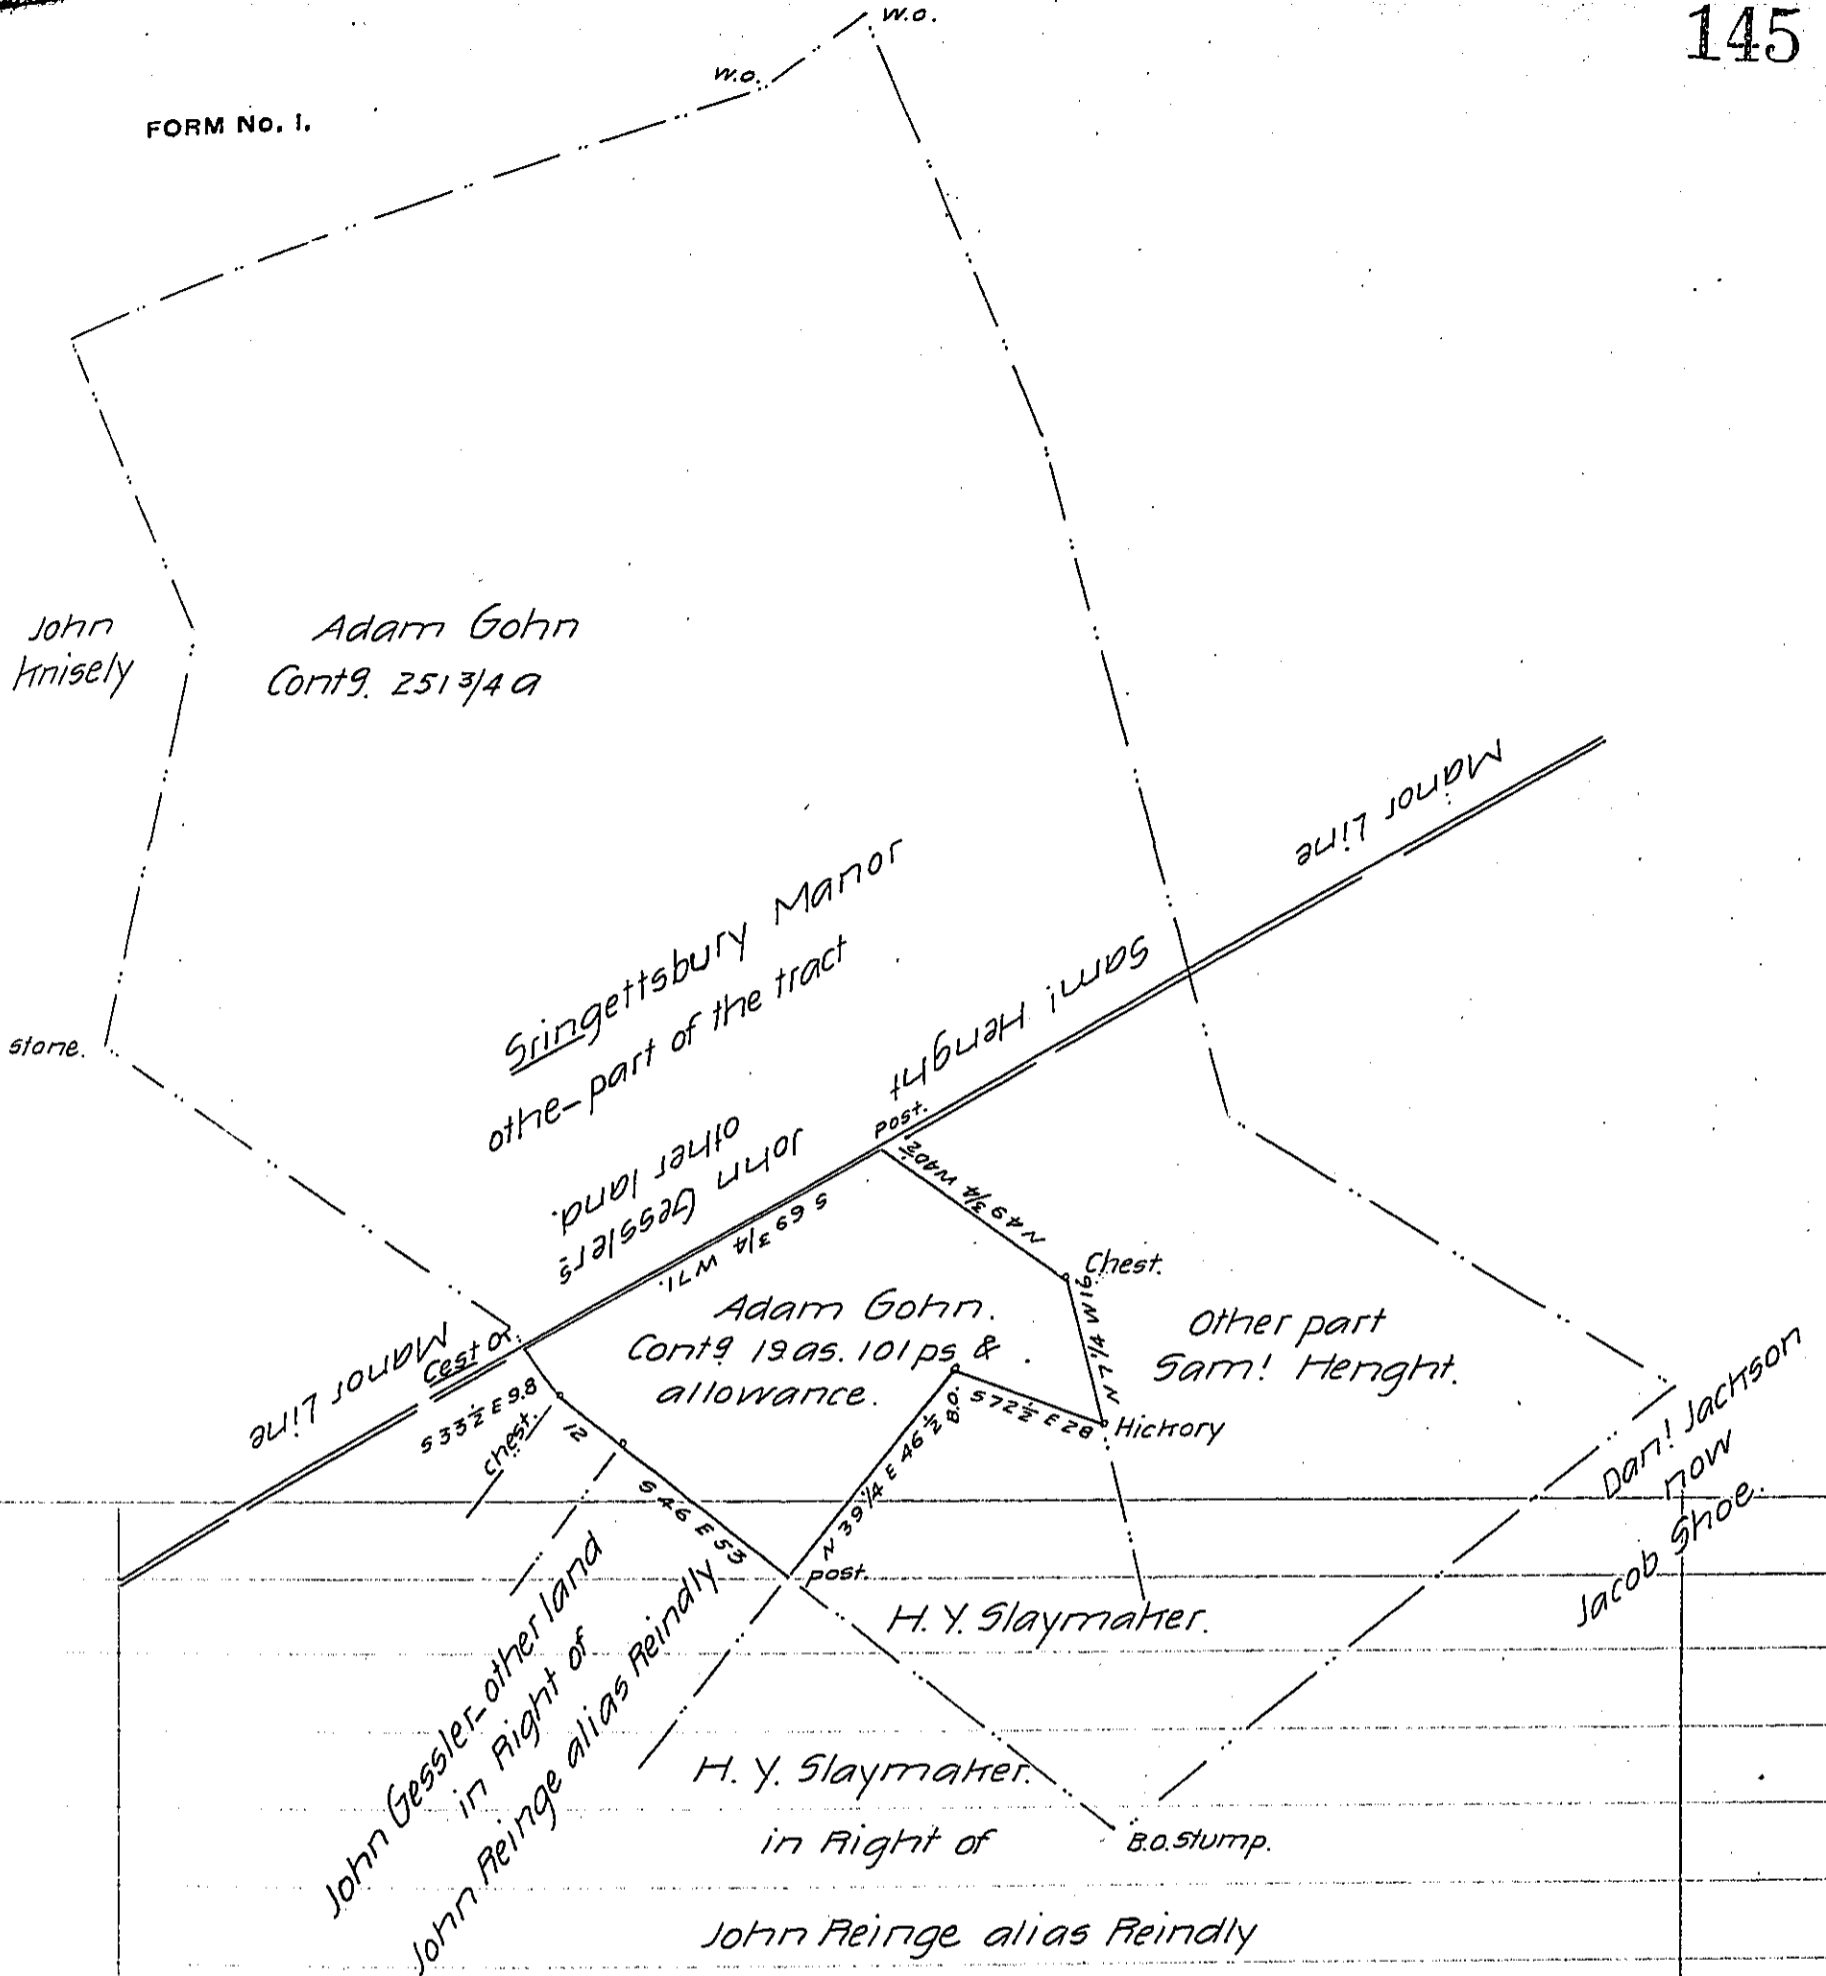 145
W.O.
W.O.
FORM No. 1.
John
Knisely
Adam Gohn
Contg. 251 3/4 a
Manor Line
Sringettsbury Manor
othe- part of the tract
Saml Henght
stone.
John Gessler's
other land.
post.
S 69 3/4 W 71.
N 49 3/4 W 40 1/2
Chest.
N 7 1/4 W 16
Adam Gohn.
Contg 19 as. 101 ps &
allowance.
Other part
Saml Henght.
Manor Line
Cest or
S 33 1/2 E 9.8
chest.
12
S 46 E 53
N 39 1/4 E 46 1/2
B.O.
S 72 1/2 E 28
Hickory
post.
Danl Jackson
now
Jacob Shoe.
H. Y. Slaymaker.
John Gessler-other land
in Right of
John Reinge alias Reindly
H. Y. Slaymaker.
in Right of
John Reinge alias Reindly
B.O. Stump.